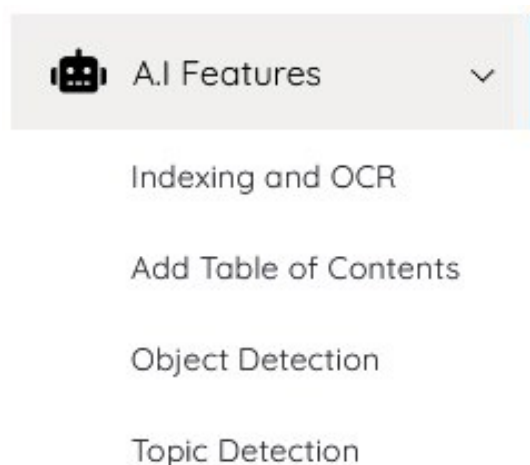 A.I Features
Indexing and OCR
Add Table of Contents
Object Detection
Topic Detection